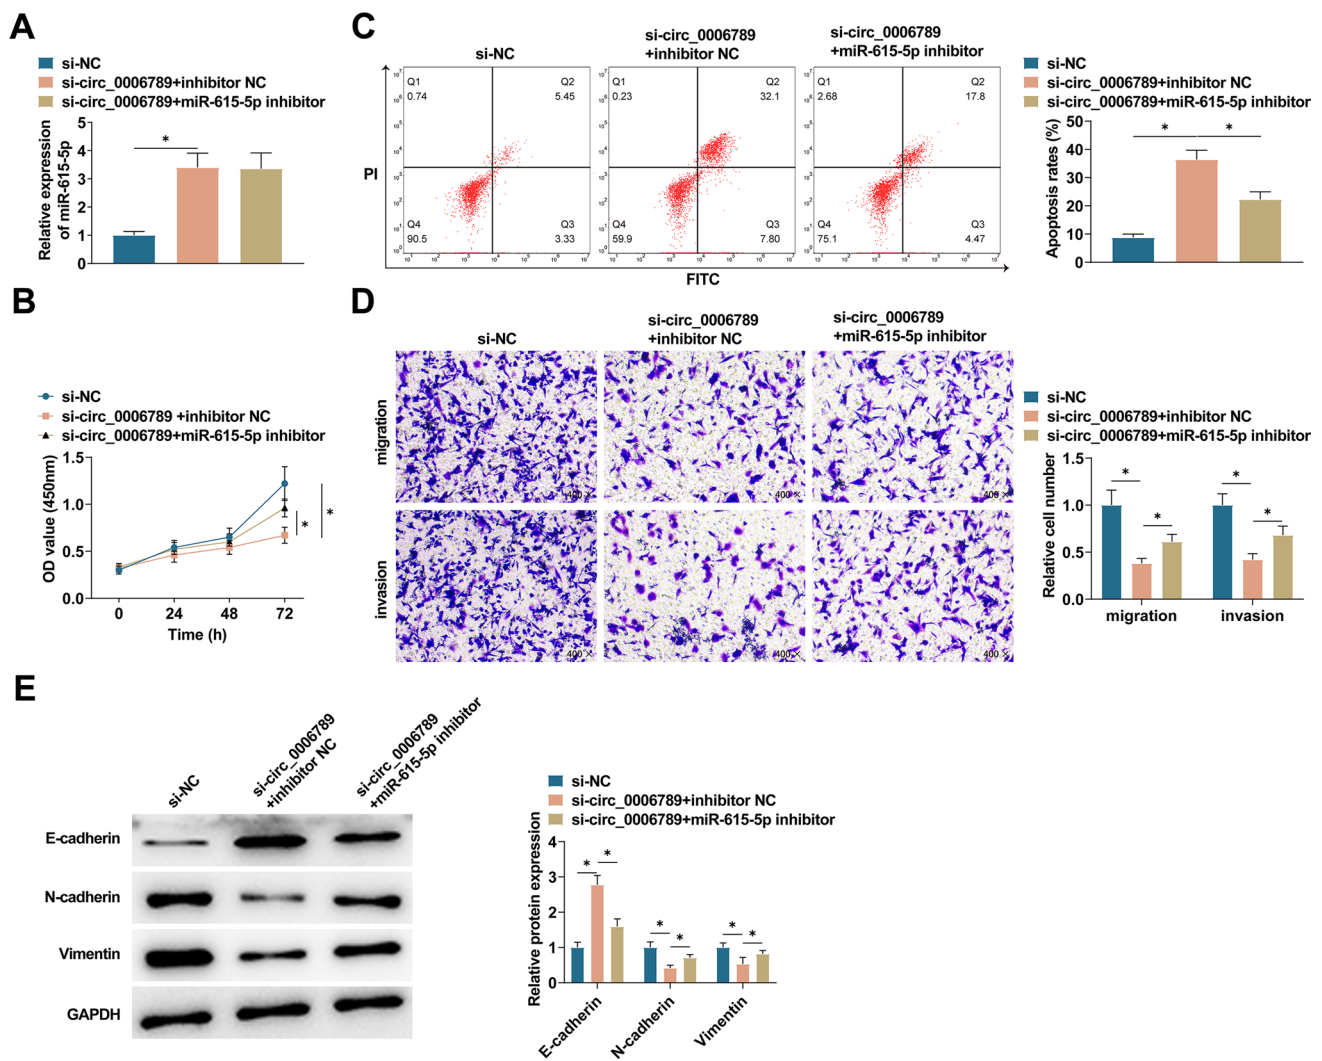 A
si-NC
si-circ_0006789+inhibitor NC
si-circ_0006789+miR-615-5p inhibitor
Relative expression
of miR-615-5p
5
4
3
2
1
0
*
B
si-NC
si-circ_0006789 +inhibitor NC
si-circ_0006789+miR-615-5p inhibitor
OD value (450nm)
1.5
1.0
0.5
0.0
0 24 48 72
Time (h)
*
*
C
si-NC
si-circ_0006789
+inhibitor NC
si-circ_0006789
+miR-615-5p inhibitor
PI
FITC
Q1
0.74
Q2
5.45
Q4
90.5
Q3
3.33
Q1
0.23
Q2
32.1
Q4
59.9
Q3
7.80
Q1
2.68
Q2
17.8
Q4
75.1
Q3
4.47
si-NC
si-circ_0006789+inhibitor NC
si-circ_0006789+miR-615-5p inhibitor
Apoptosis rates (%)
50
40
30
20
10
0
* *
D
si-NC
si-circ_0006789
+inhibitor NC
si-circ_0006789
+miR-615-5p inhibitor
migration
400 × 400 × 400 ×
invasion
400 × 400 × 400 ×
si-NC
si-circ_0006789+inhibitor NC
si-circ_0006789+miR-615-5p inhibitor
Relative cell number
1.5
1.0
0.5
0.0
* * * *
migration invasion
E
si-NC
si-circ_0006789
+inhibitor NC
si-circ_0006789
+miR-615-5p inhibitor
E-cadherin
N-cadherin
Vimentin
GAPDH
si-NC
si-circ_0006789+inhibitor NC
si-circ_0006789+miR-615-5p inhibitor
Relative protein expression
4
3
2
1
0
* * * * * *
E-cadherin
N-cadherin
Vimentin